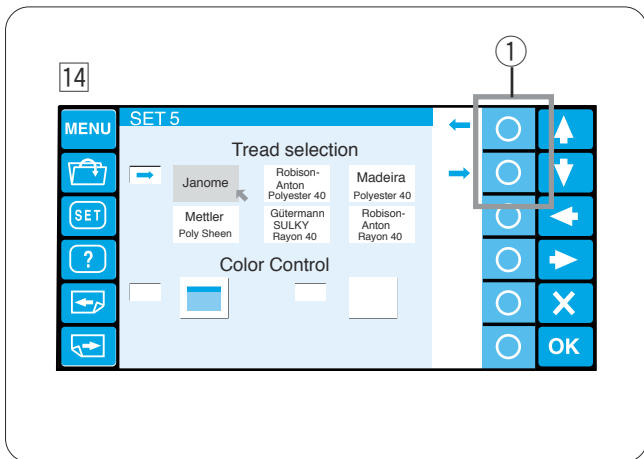 1
14
MENU
SET 5
Tread selection
Janome
Robison-
Anton
Polyester 40
Madeira
Polyester 40
SET
Mettler
Poly Sheen
Gütermann
SULKY
Rayon 40
Robison-
Anton
Rayon 40
?
Color Control
OK